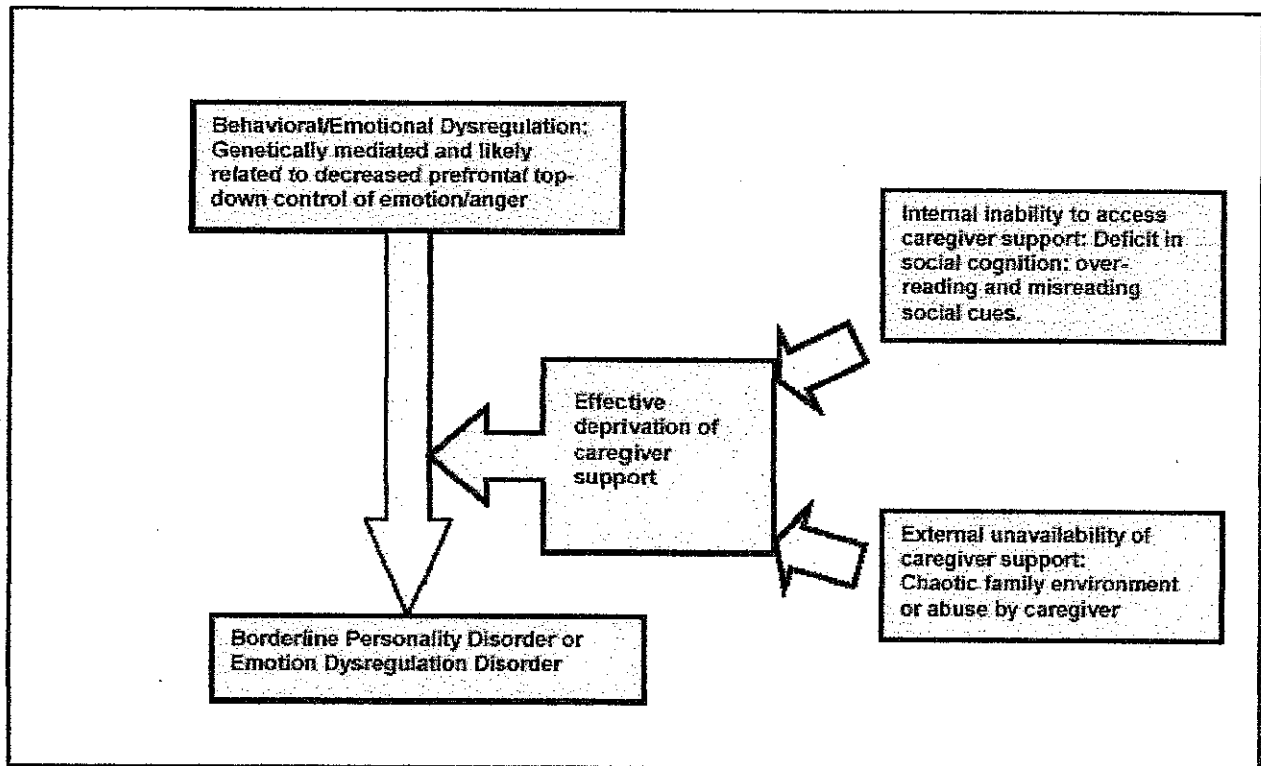 Behavioral/Emotional Dysregulation:
Genetically mediated and likely
related to decreased prefrontal top-
down control of emotion/anger
Internal inability to access
caregiver support: Deficit in
social cognition: over-
reading and misreading
social cues.
Effective
deprivation of
caregiver
support
External unavailability of
caregiver support:
Chaotic family environment
or abuse by caregiver
Borderline Personality Disorder or
Emotion Dysregulation Disorder